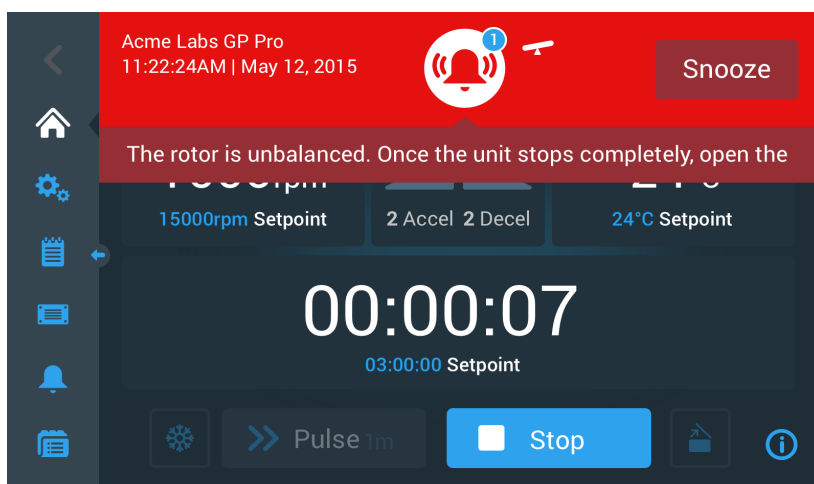 Acme Labs GP Pro
11:22:24AM | May 12, 2015
1
Snooze
The rotor is unbalanced. Once the unit stops completely, open the
rpm
15000rpm Setpoint
2 Accel 2 Decel
24°C Setpoint
00:00:07
03:00:00 Setpoint
Pulse 1m
Stop